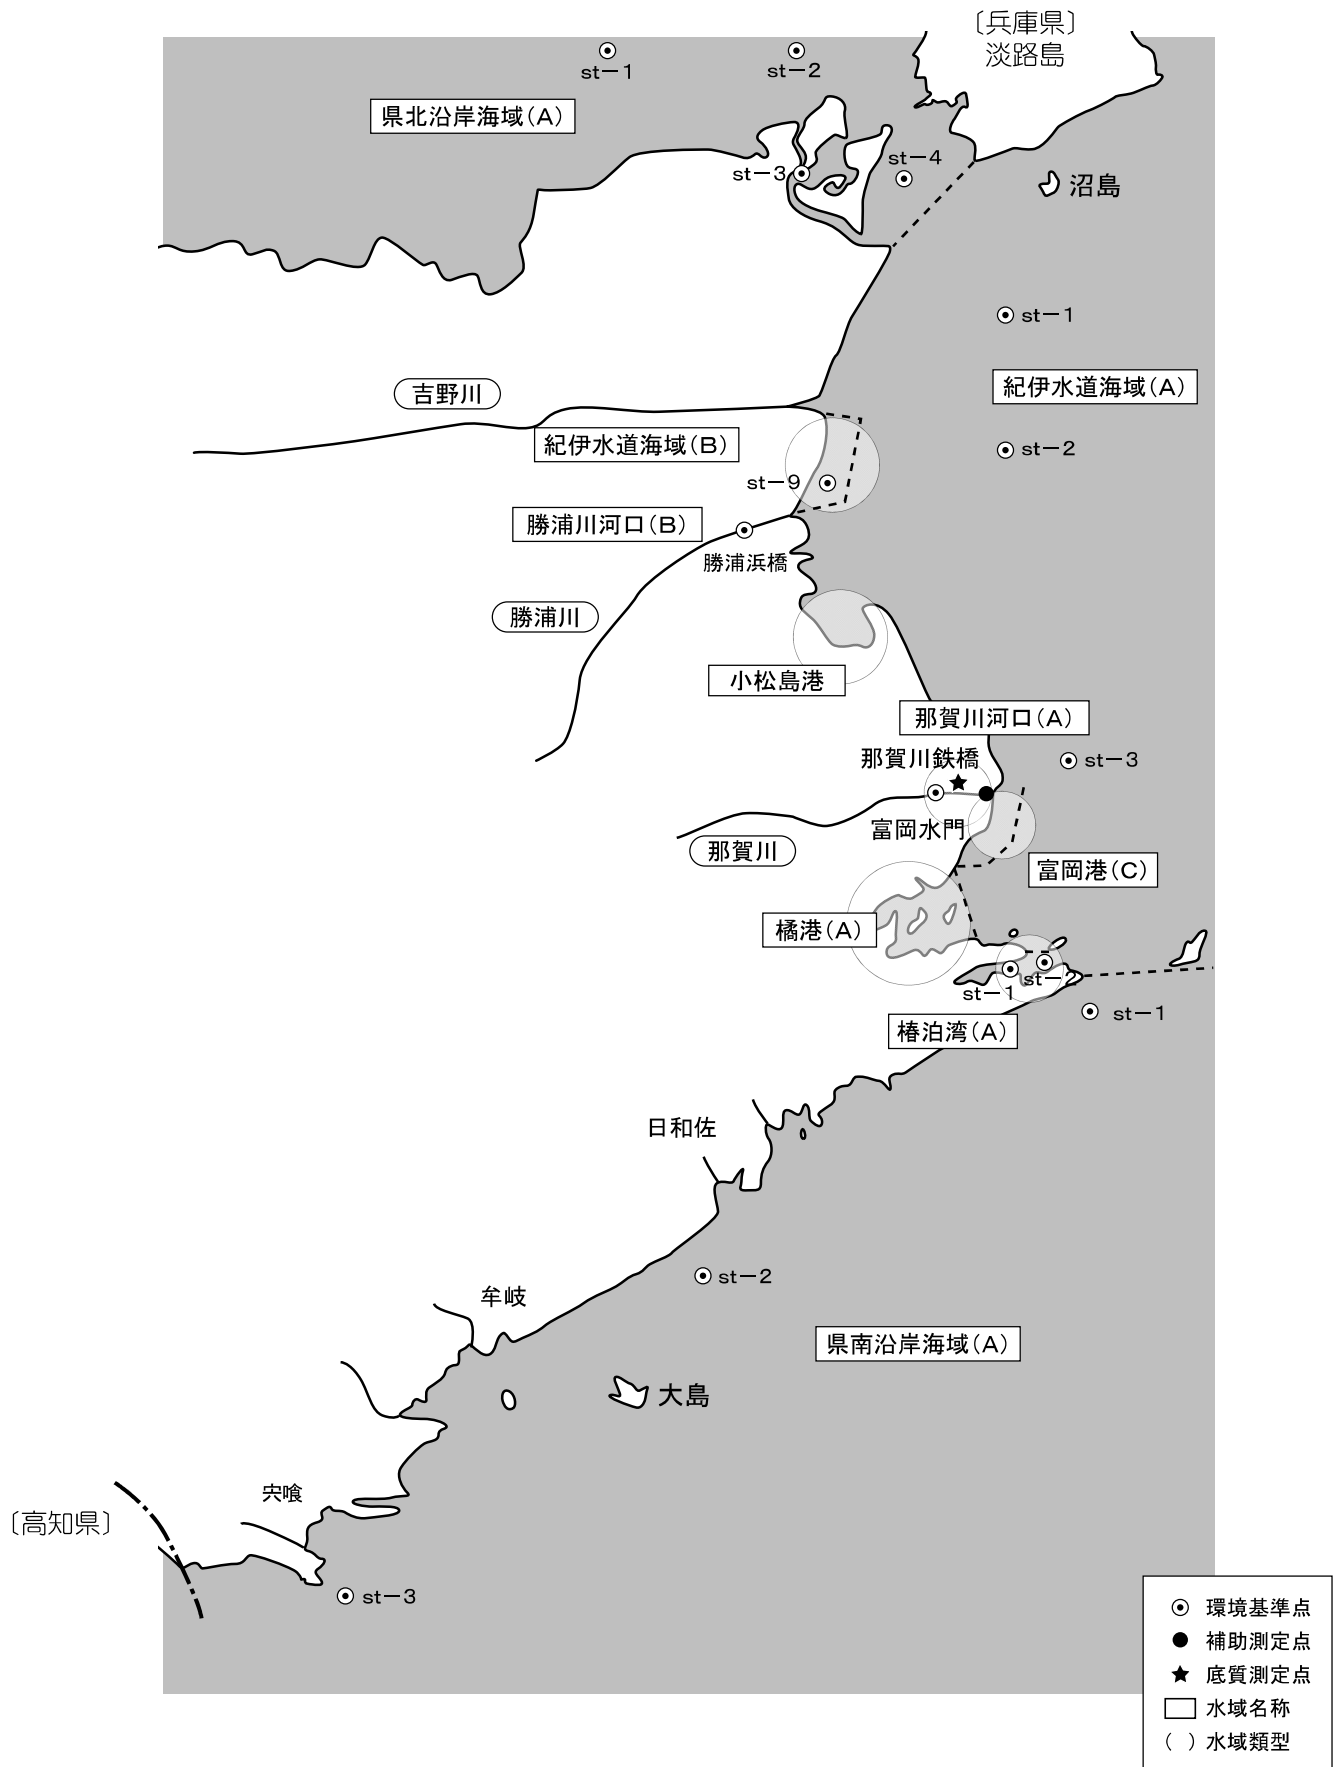 〔兵庫県〕
淡路島
st－1
st－2
県北沿岸海域（A）
st－3
st－4
沼島
st－1
吉野川
紀伊水道海域（A）
紀伊水道海域（B）
st－2
st－9
勝浦川河口（B）
勝浦浜橋
勝浦川
小松島港
那賀川河口（A）
那賀川鉄橋
st－3
富岡水門
那賀川
富岡港（C）
橘港（A）
st－2
st－1
st－1
椿泊湾（A）
日和佐
st－2
牟岐
県南沿岸海域（A）
大島
宍喰
〔高知県〕
st－3
環境基準点
補助測定点
底質測定点
水域名称
（　）水域類型